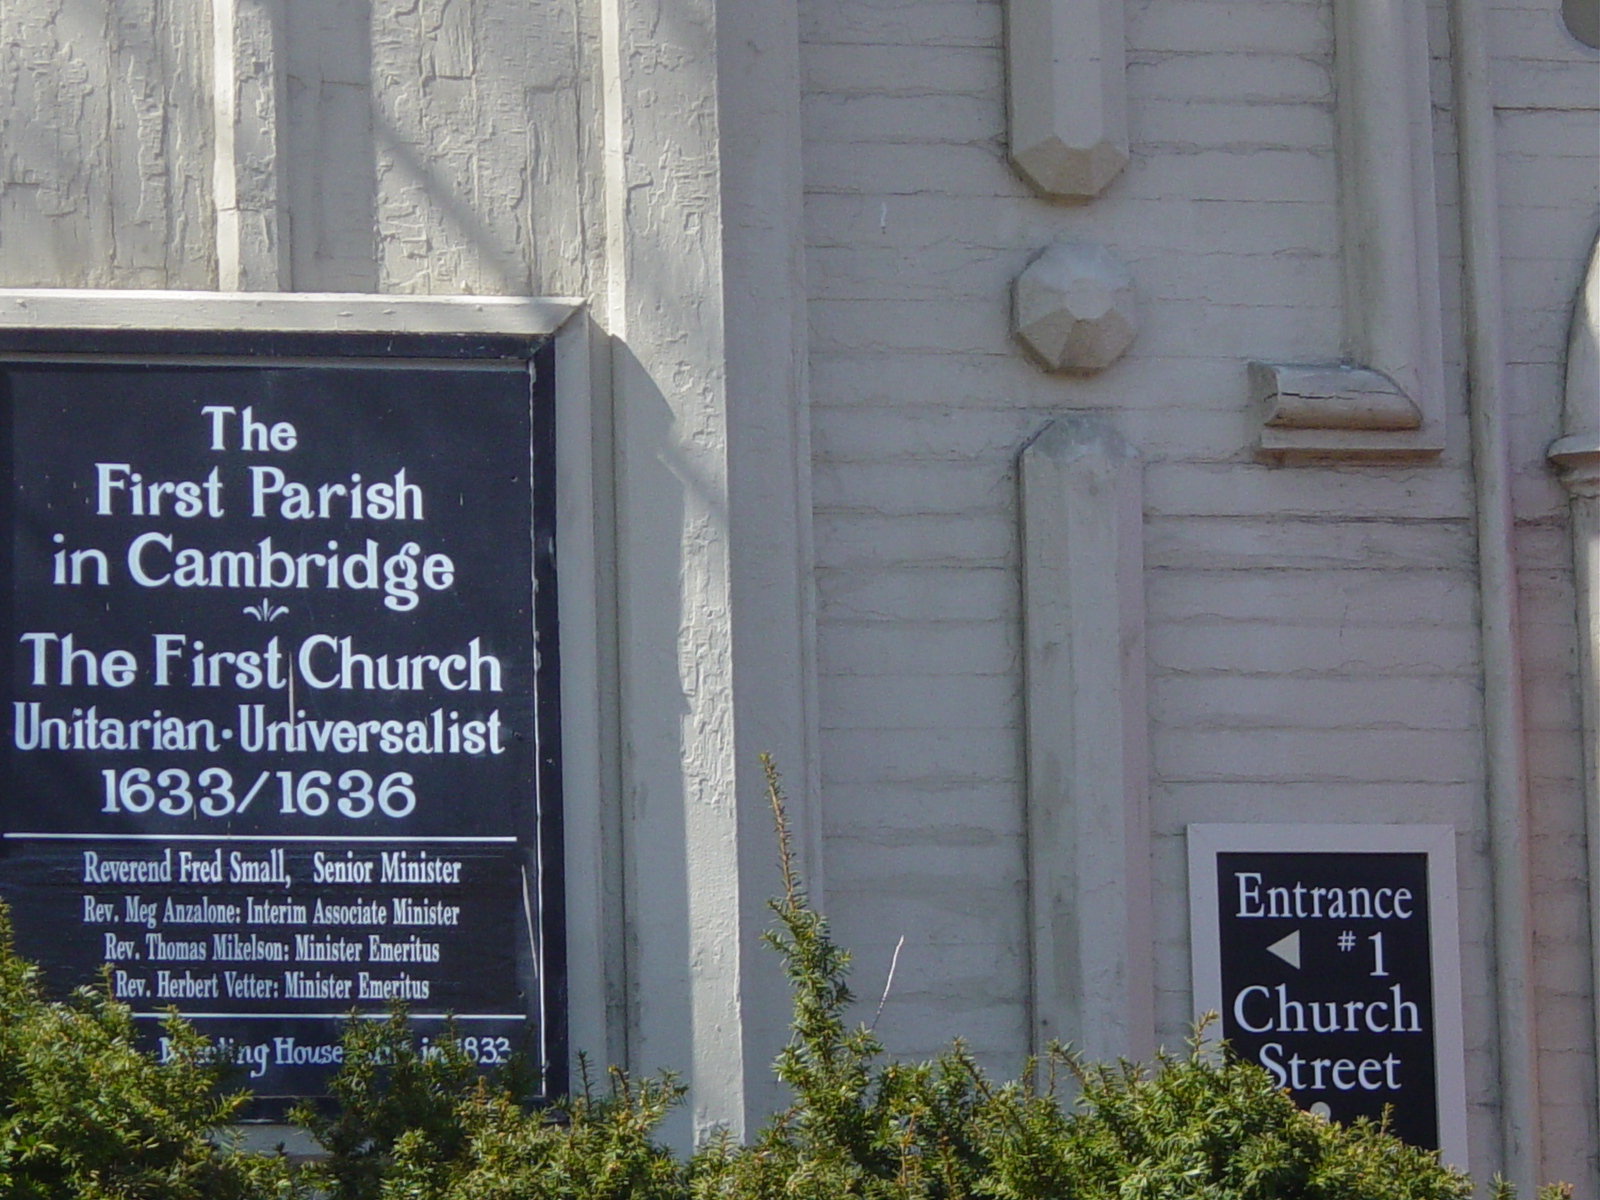 The
First Parish
in Cambridge
The First Church
Unitarian·Universalist
1633/1636
Reverend Fred Small, Senior Minister
Rev. Meg Anzalone: Interim Associate Minister
Rev. Thomas Mikelson: Minister Emeritus
Rev. Herbert Vetter: Minister Emeritus
House in 1833
Entrance
#1
Church
Street